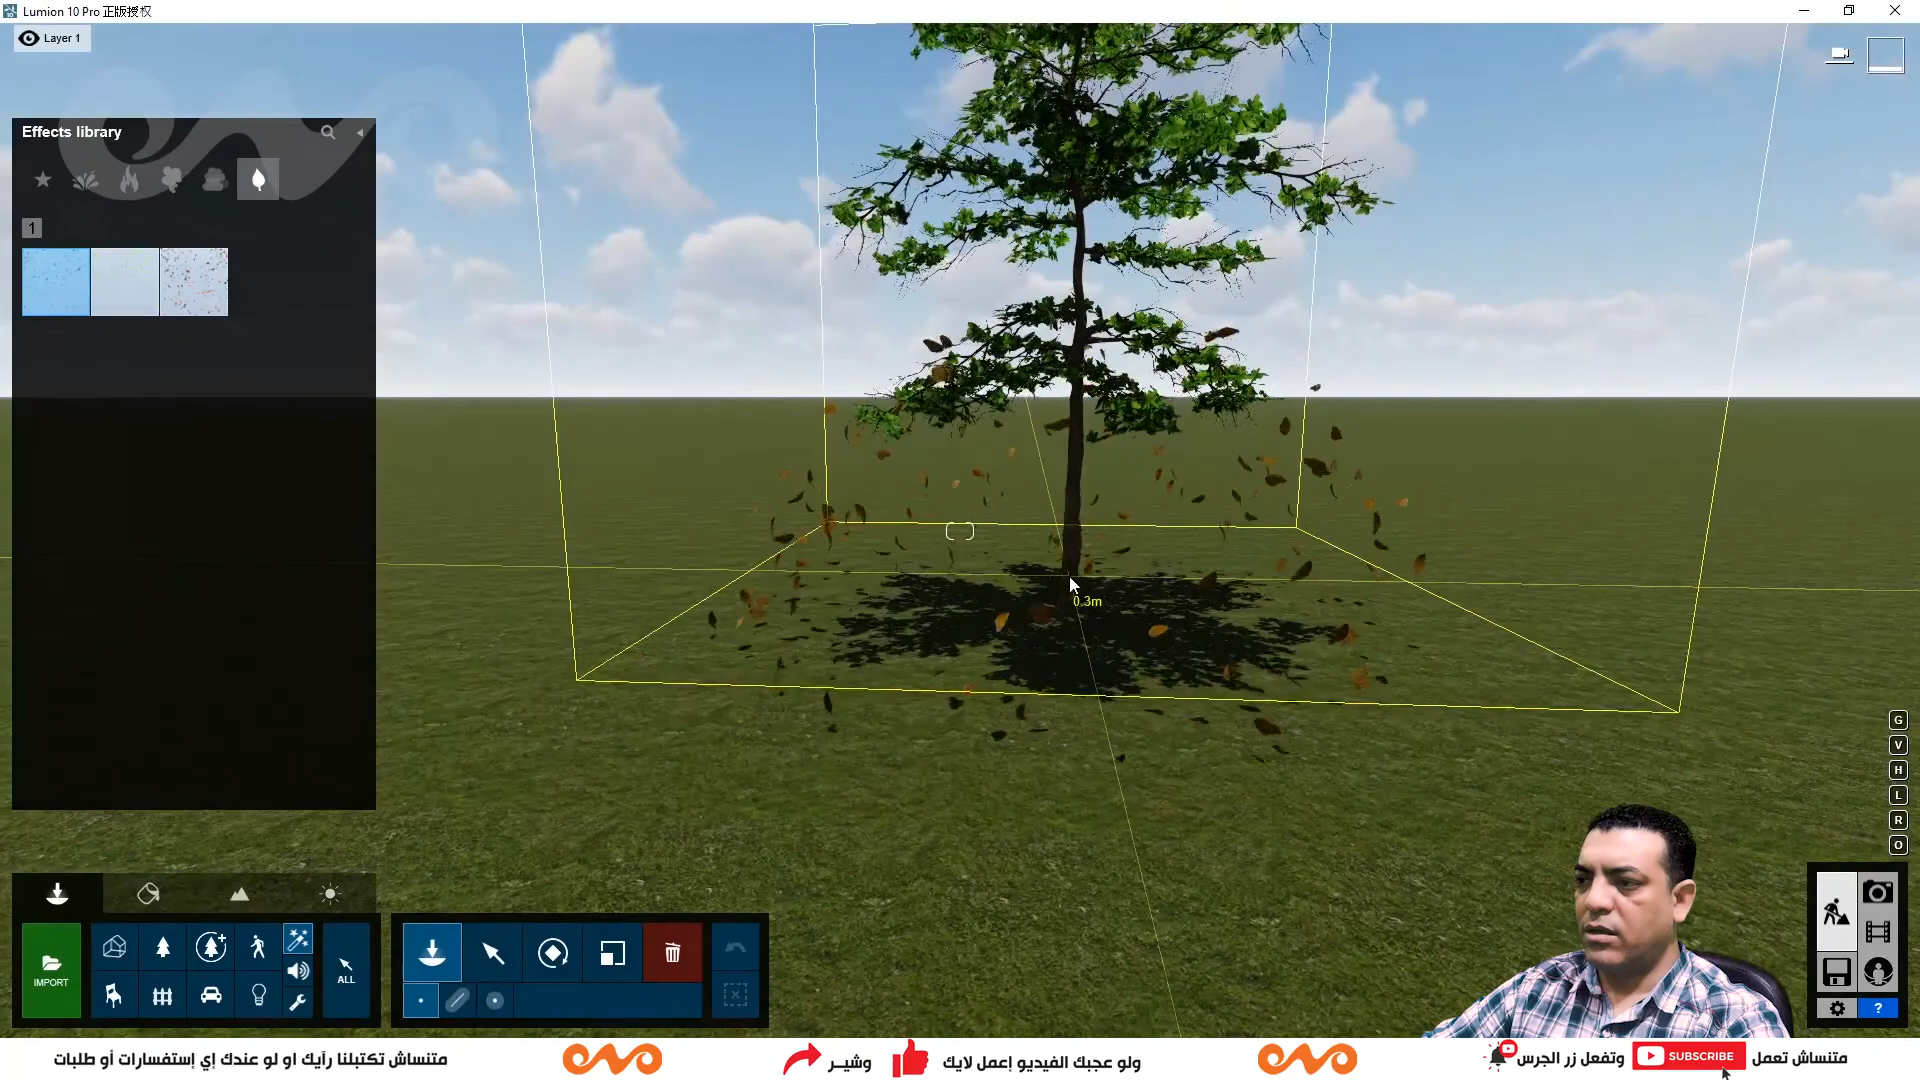 Lumion 10 Pro 正版授权
Layer 1
Effects library
1
0.3m
G
V
H
L
R
O
IMPORT
ALL
?
متنساش تكتبلنا رأيك او لو عندك إي إستفسارات أو طلبات
ولو عجبك الفيديو إعمل لايك
وشير
متنساش تعمل
SUBSCRIBE
وتفعل زر الجرس